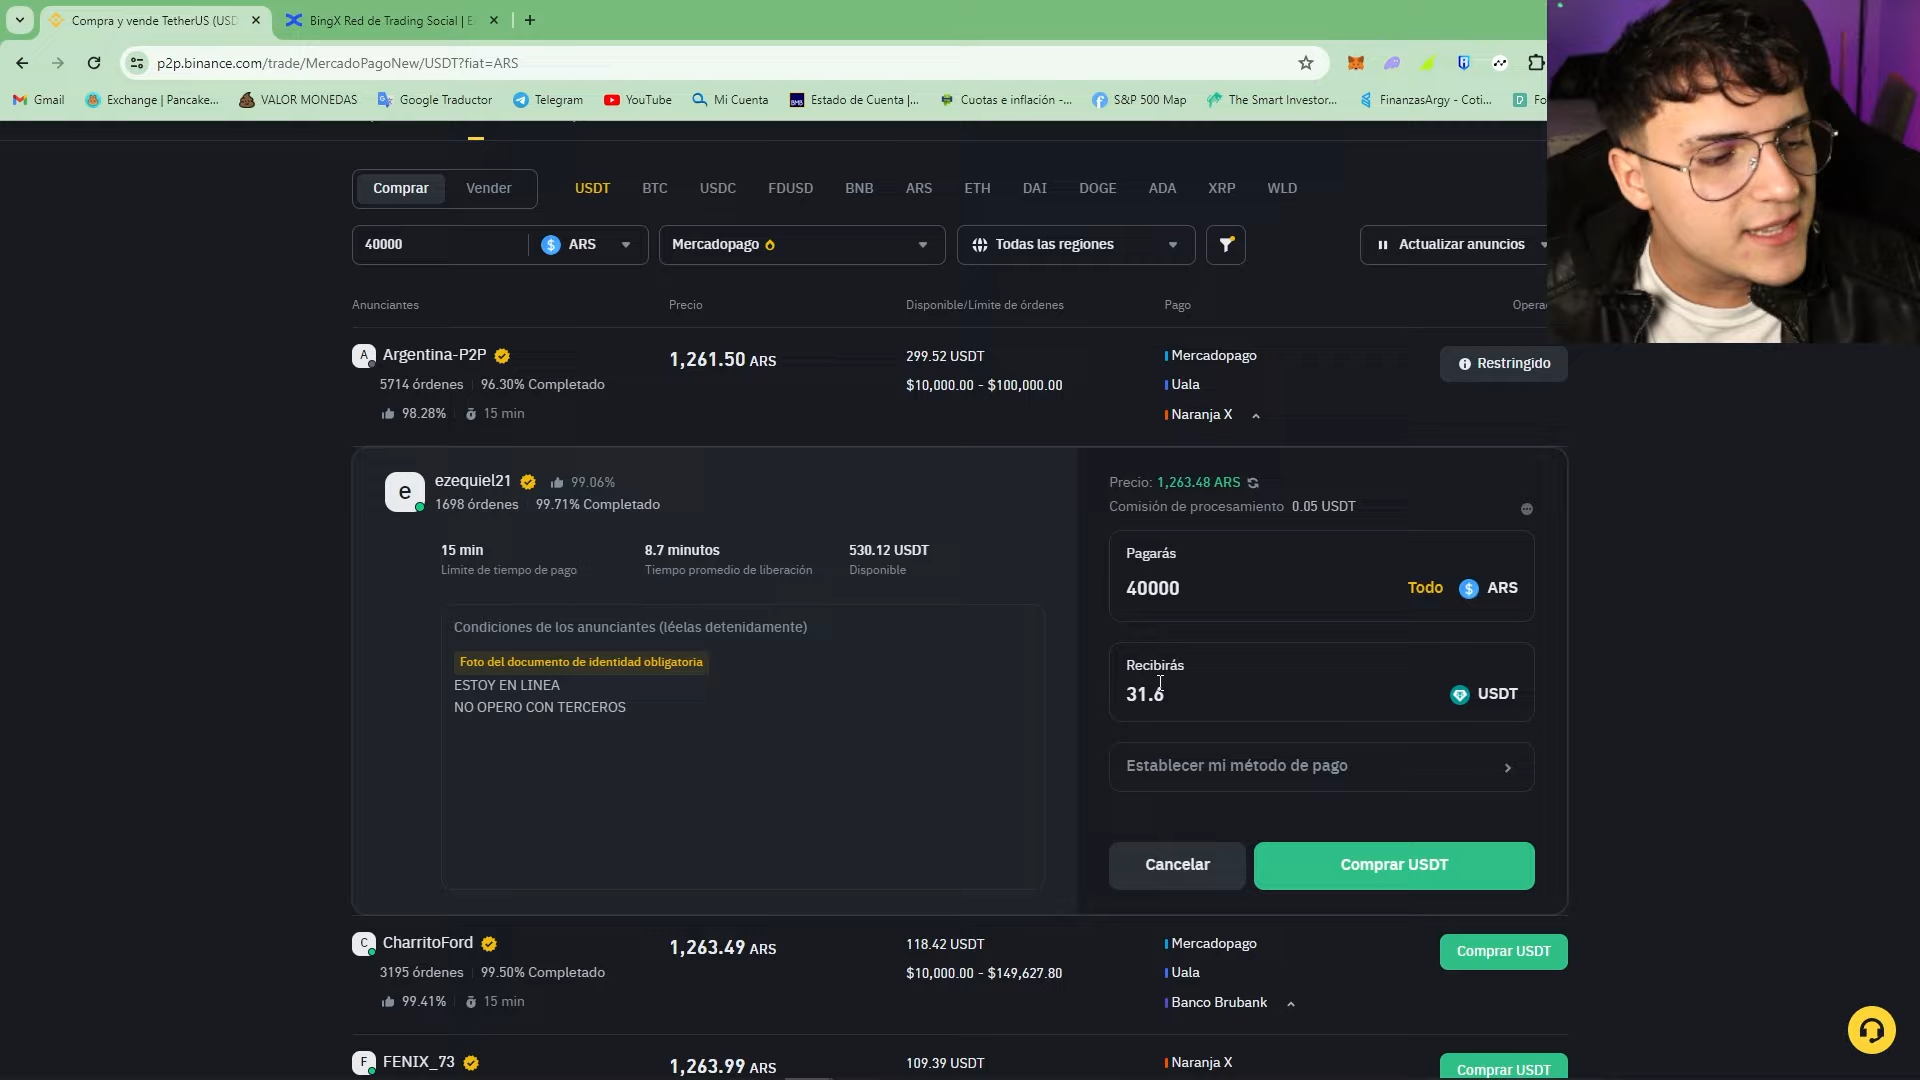 Compra y vende TetherUS (USD
BingX Red de Trading Social | E
p2p.binance.com/trade/MercadoPagoNew/USDT?fiat=ARS
Gmail
Exchange | Pancake...
VALOR MONEDAS
Google Traductor
Telegram
YouTube
Mi Cuenta
Estado de Cuenta |...
Cuotas e inflación -...
S&P 500 Map
The Smart Investor...
FinanzasArgy - Coti...
Fo
Comprar Vender USDT BTC USDC FDUSD BNB ARS ETH DAI DOGE ADA XRP WLD
40000 ARS Mercadopago Todas las regiones Actualizar anuncios
Anunciantes Precio Disponible/Límite de órdenes Pago Opera
A Argentina-P2P 1,261.50 ARS 299.52 USDT Mercadopago Restringido
5714 órdenes 96.30% Completado $10,000.00 - $100,000.00 Uala
98.28% 15 min Naranja X
e ezequiel21 99.06%
1698 órdenes 99.71% Completado
15 min 8.7 minutos 530.12 USDT
Límite de tiempo de pago Tiempo promedio de liberación Disponible
Condiciones de los anunciantes (léelas detenidamente)
Foto del documento de identidad obligatoria
ESTOY EN LINEA
NO OPERO CON TERCEROS
Precio: 1,263.48 ARS
Comisión de procesamiento 0.05 USDT
Pagarás
40000 Todo ARS
Recibirás
31.6 USDT
Establecer mi método de pago
Cancelar Comprar USDT
C CharritoFord 1,263.49 ARS 118.42 USDT Mercadopago Comprar USDT
3195 órdenes 99.50% Completado $10,000.00 - $149,627.80 Uala
99.41% 15 min Banco Brubank
F FENIX_73 1,263.99 ARS 109.39 USDT Naranja X Comprar USDT